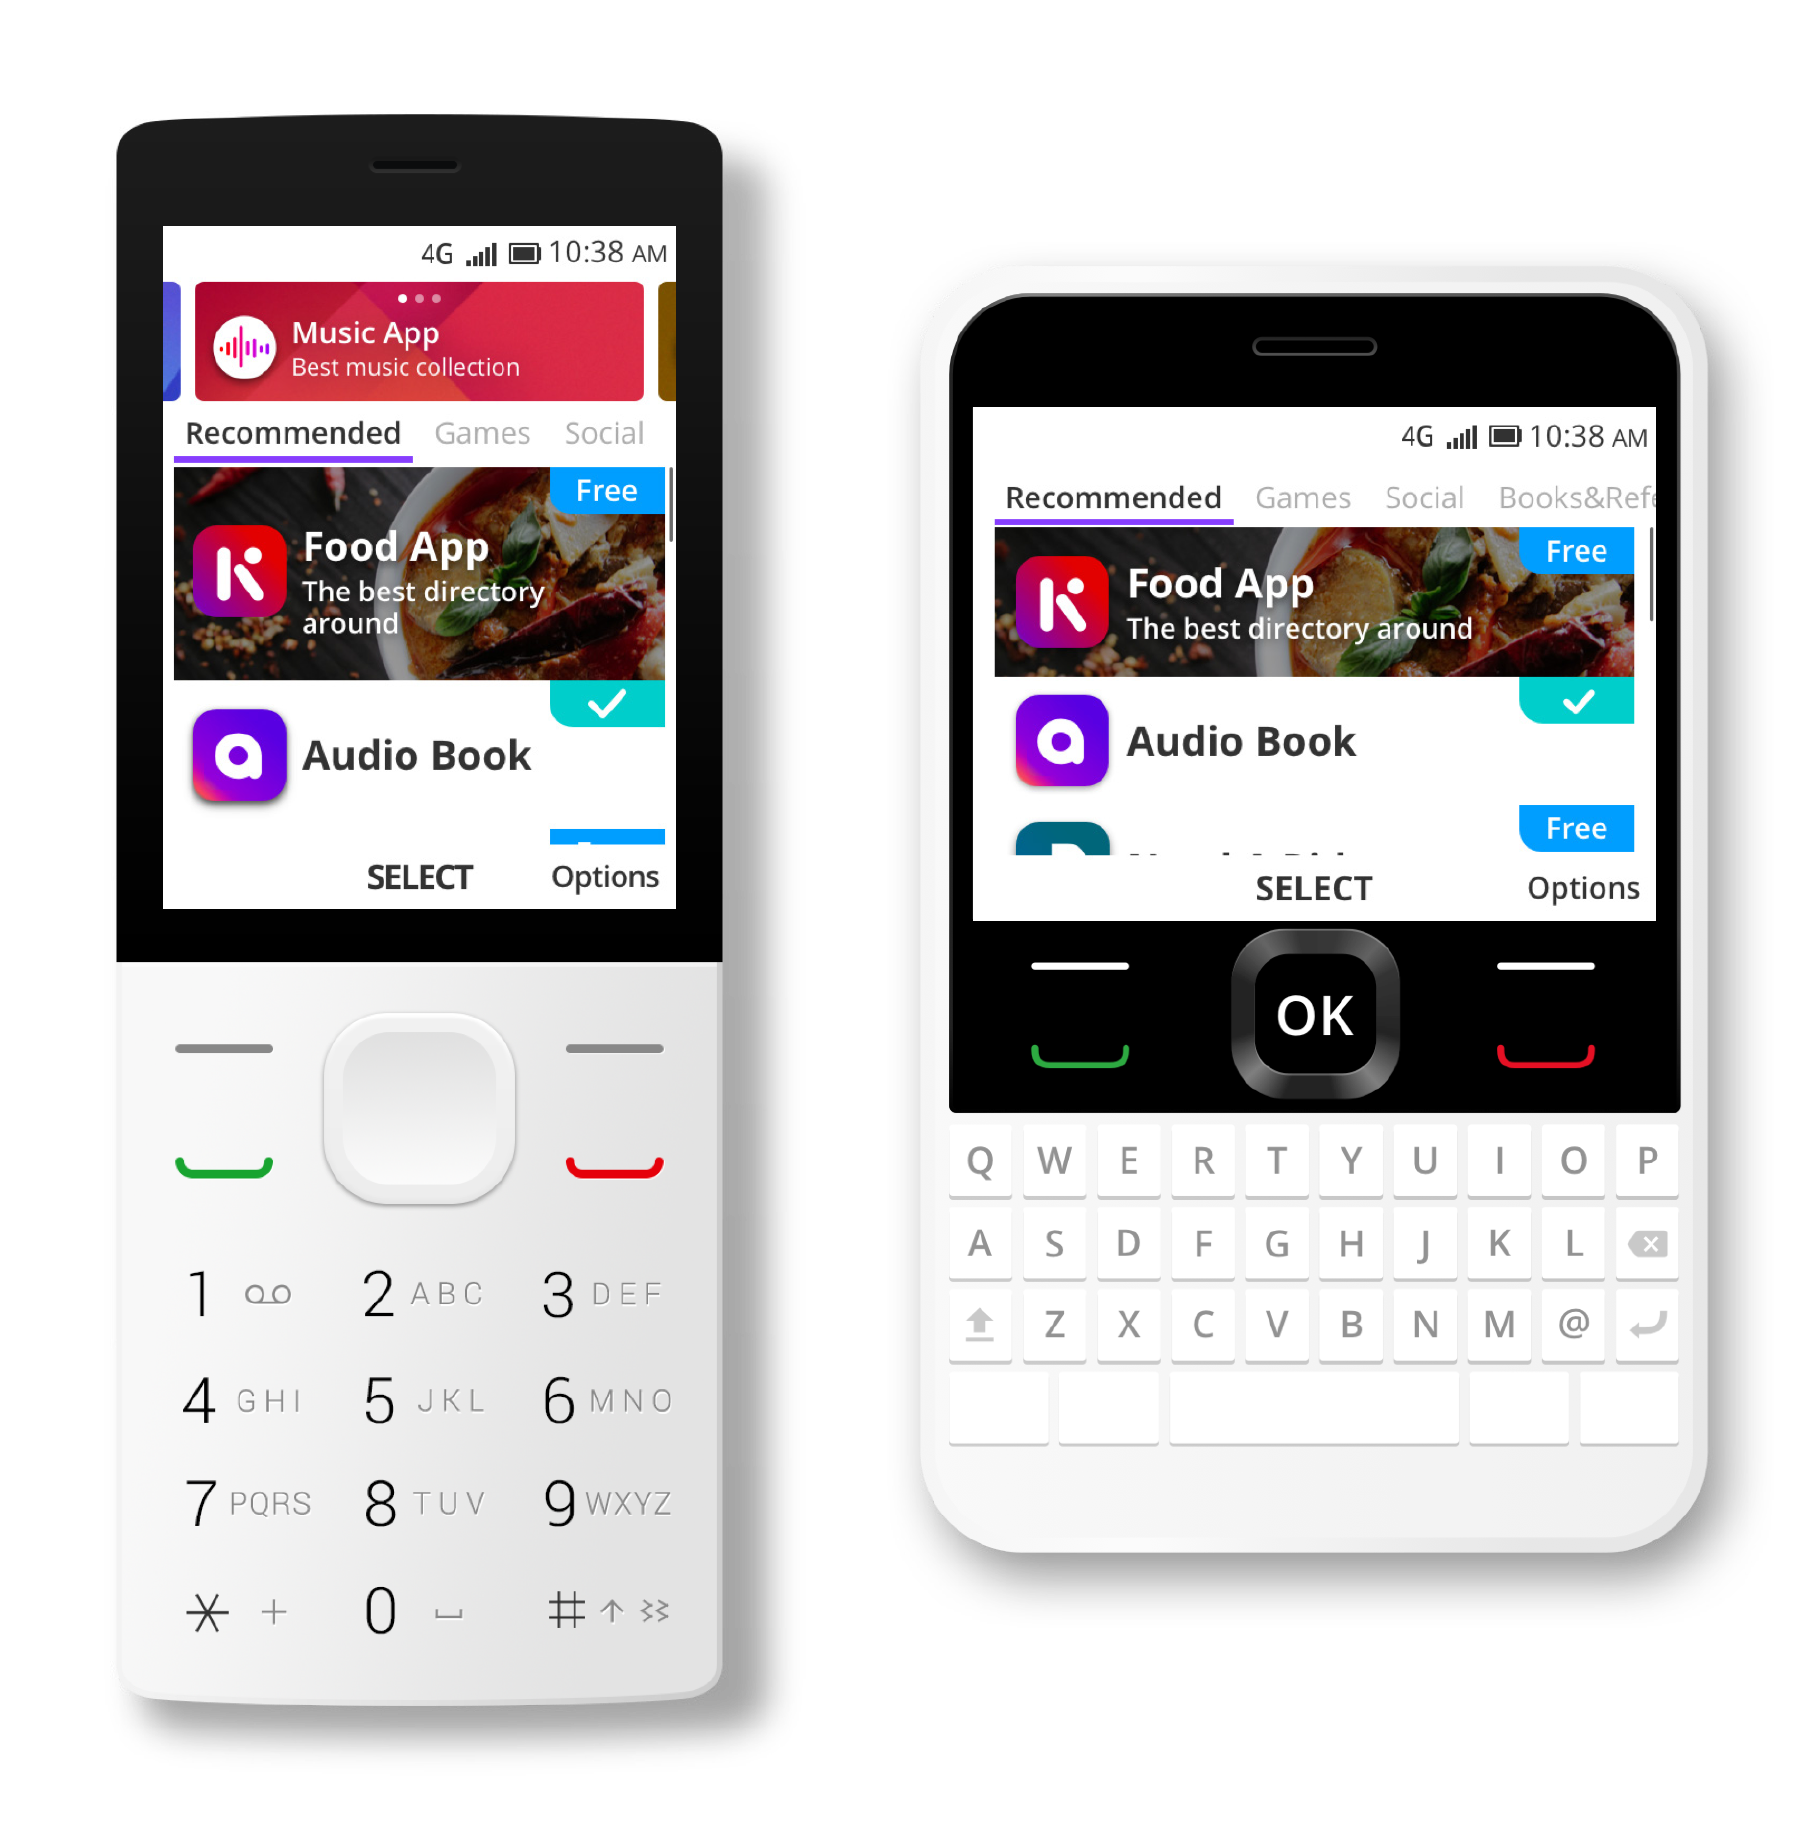 4G 10:38 AM
Music App
Best music collection
Recommended Games Social
Free
Food App
The best directory
around
Audio Book
SELECT Options
1
2 ABC
3 DEF
4 GHI
5 JKL
6 MNO
7 PQRS
8 TUV
9 WXYZ
* +
0
#
4G 10:38 AM
Recommended Games Social
Free
Food App
The best directory around
Audio Book
Free
SELECT Options
OK
Q W E R T Y U I O P
A S D F G H J K L
Z X C V B N M @